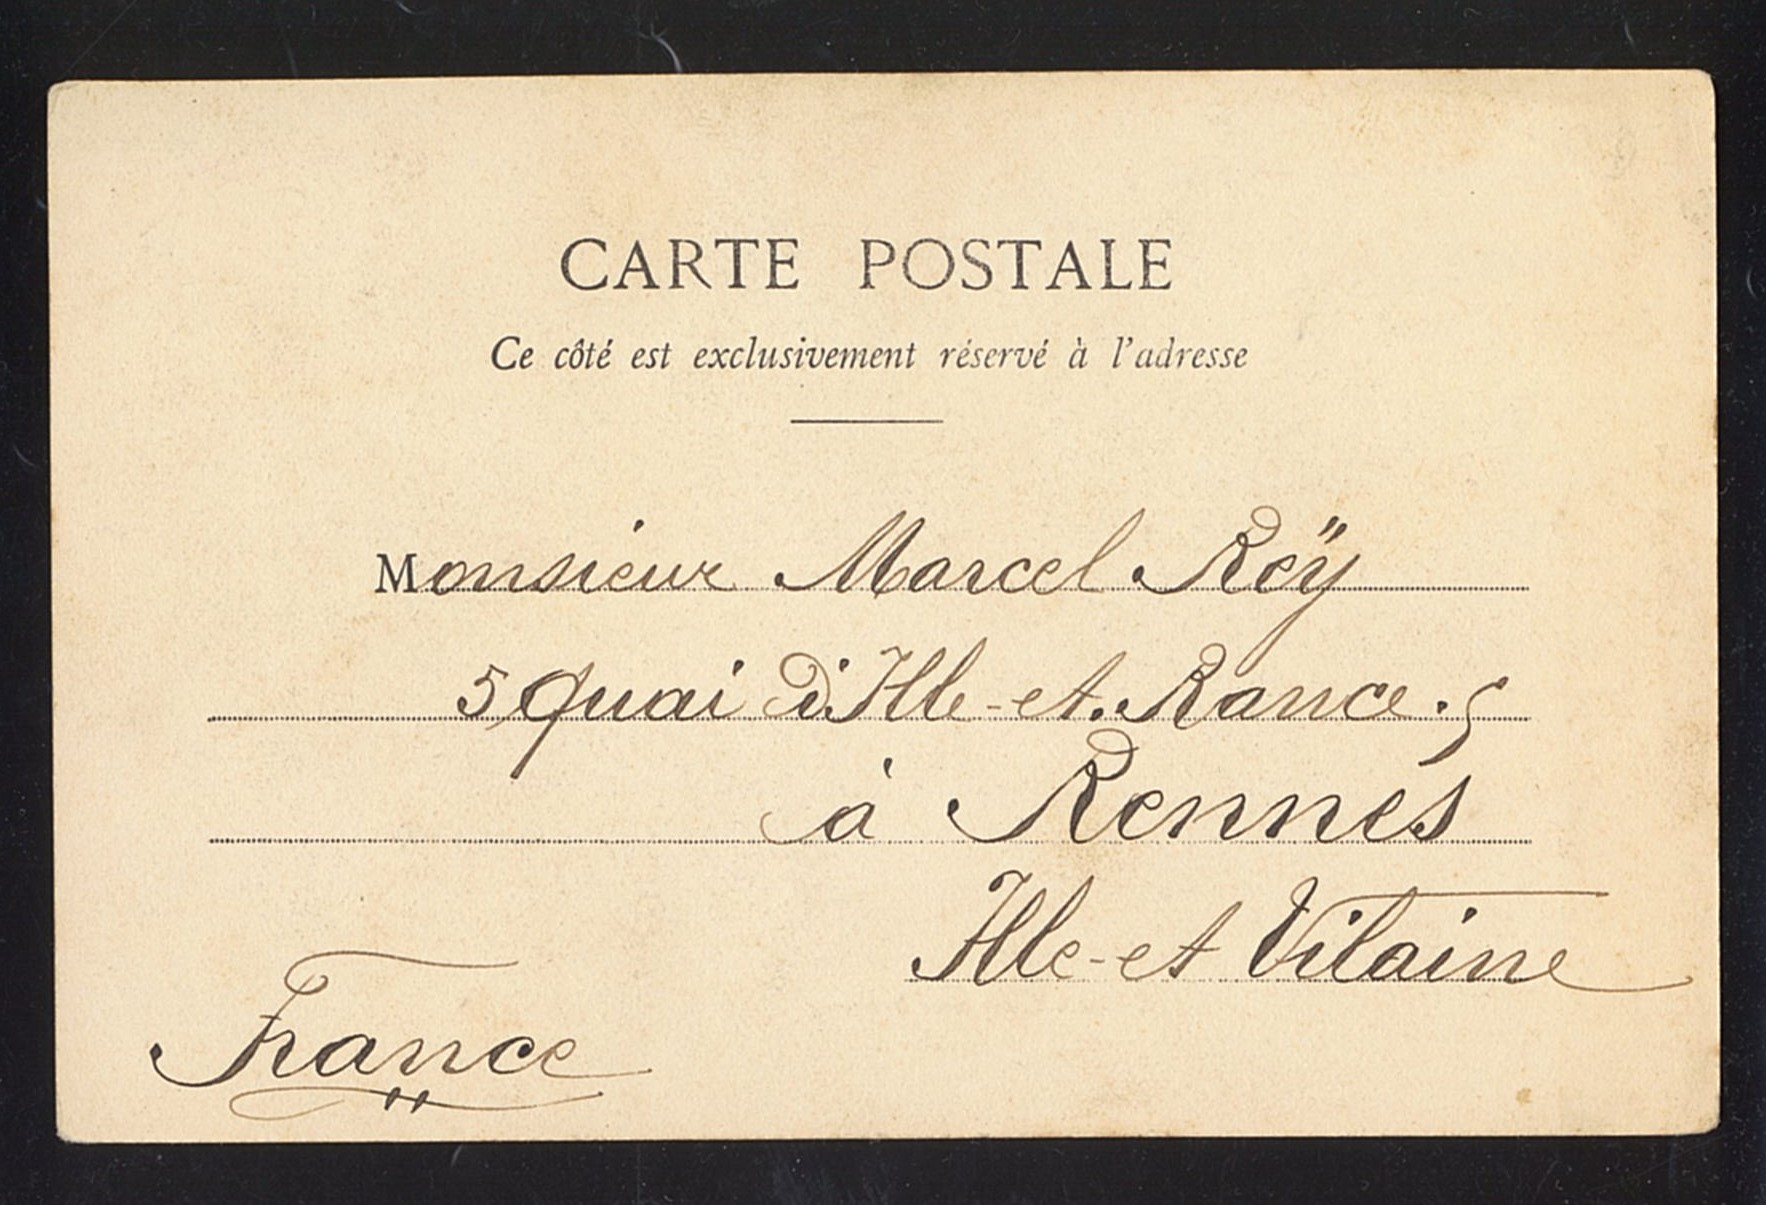 CARTE POSTALE
Ce côté est exclusivement réservé à l'adresse
Monsieur Marcel Reÿ
5 Quai d'Ille-et-Rance. 5
à Rennes
Ille-et Vilaine
France